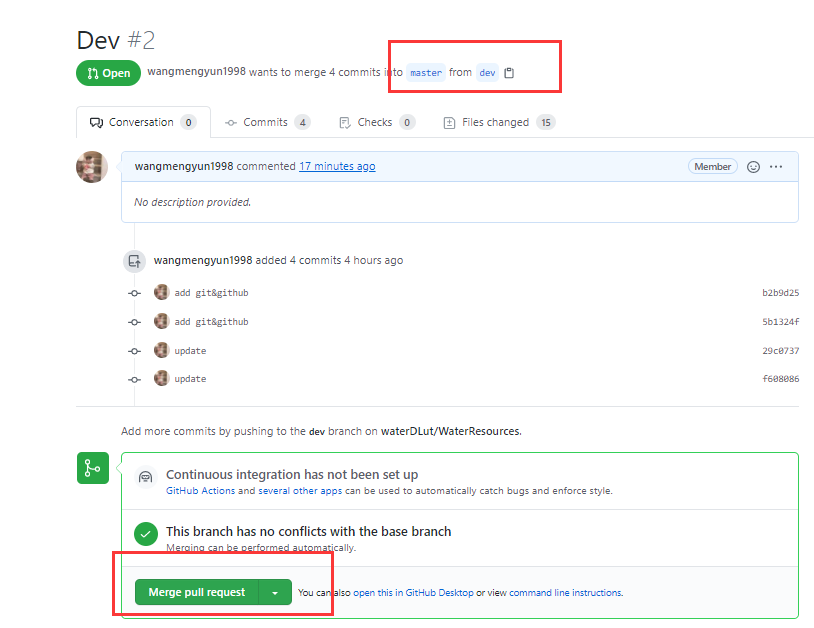 Dev #2
Open wangmengyun1998 wants to merge 4 commits into master from dev
Conversation 0 Commits 4 Checks 0 Files changed 15
wangmengyun1998 commented 17 minutes ago Member
No description provided.
wangmengyun1998 added 4 commits 4 hours ago
add git&github b2b9d25
add git&github 5b1324f
update 29c0737
update f608086
Add more commits by pushing to the dev branch on waterDLut/WaterResources.
Continuous integration has not been set up
GitHub Actions and several other apps can be used to automatically catch bugs and enforce style.
This branch has no conflicts with the base branch
Merging can be performed automatically.
Merge pull request You can also open this in GitHub Desktop or view command line instructions.